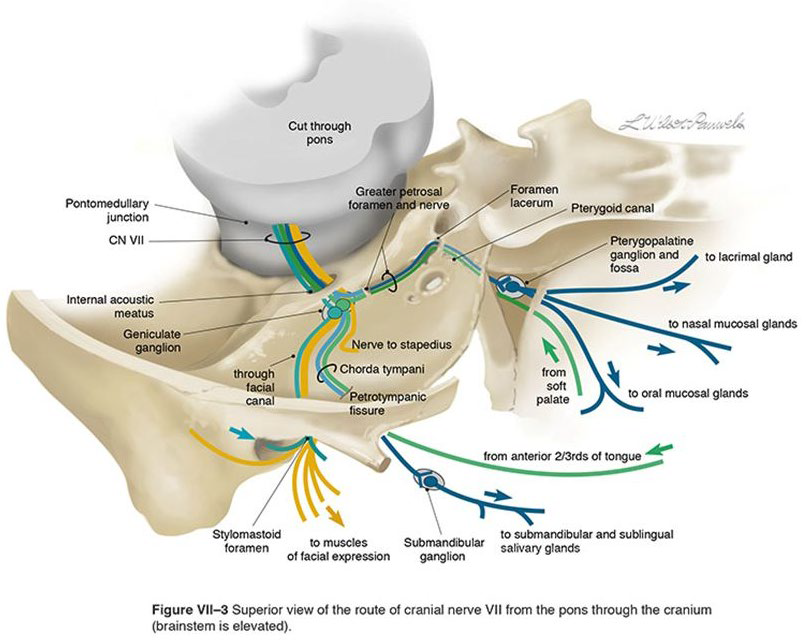 Cut through
pons
L. Wilson-Pauwels
Pontomedullary
junction
CN VII
Greater petrosal
foramen and nerve
Foramen
lacerum
Pterygoid canal
Pterygopalatine
ganglion and
fossa
to lacrimal gland
Internal acoustic
meatus
Geniculate
ganglion
to nasal mucosal glands
Nerve to stapedius
through
facial
canal
Chorda tympani
Petrotympanic
fissure
from
soft
palate
to oral mucosal glands
from anterior 2/3rds of tongue
Stylomastoid
foramen
to muscles
of facial expression
Submandibular
ganglion
to submandibular and sublingual
salivary glands
Figure VII–3 Superior view of the route of cranial nerve VII from the pons through the cranium
(brainstem is elevated).